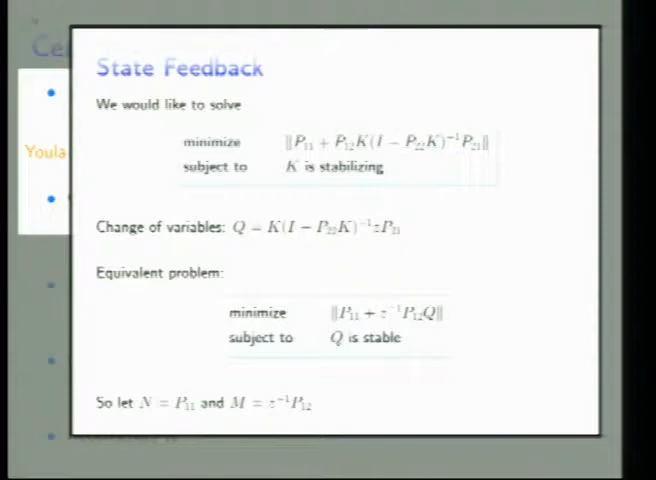 Ce
Youla
State Feedback
We would like to solve
minimize ‖P₁₁ + P₁₂K(I − P₂₂K)⁻¹P₂₁‖
subject to K is stabilizing
Change of variables: Q = K(I − P₂₂K)⁻¹zP₂₁
Equivalent problem:
minimize ‖P₁₁ + z⁻¹P₁₂Q‖
subject to Q is stable
So let N = P₁₁ and M = z⁻¹P₁₂